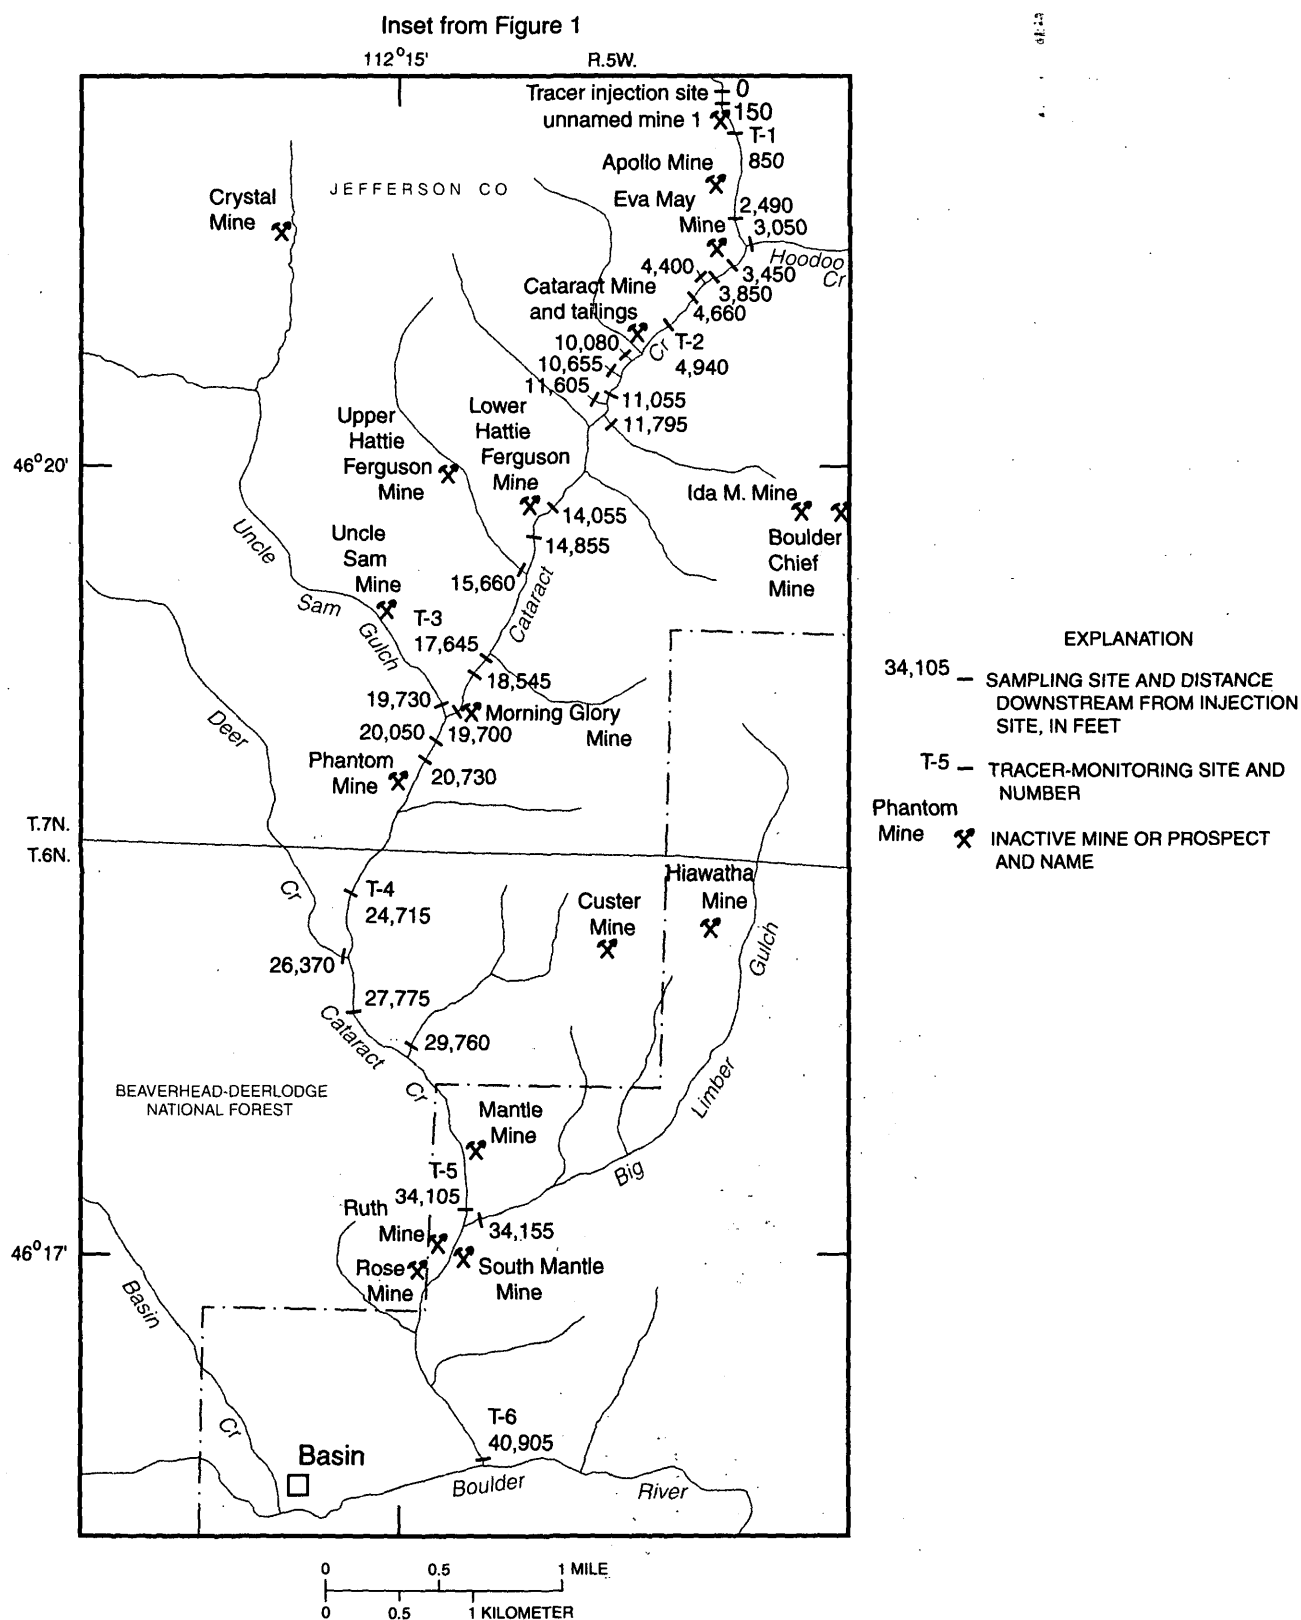 Inset from Figure 1
112°15'
R.5W.
Tracer injection site
0
150
unnamed mine 1
T-1
850
Apollo Mine
JEFFERSON CO
Crystal
Mine
Eva May
Mine
2,490
3,050
Hoodoo
Cr
4,400
3,450
3,850
4,660
Cataract Mine
and tailings
Cr
T-2
4,940
10,080
10,655
11,605
11,055
11,795
Upper
Hattie
Ferguson
Mine
Lower
Hattie
Ferguson
Mine
46°20'
Ida M. Mine
Boulder
Chief
Mine
14,055
14,855
15,660
Cataract
Uncle
Sam
Gulch
Uncle
Sam
Mine
T-3
17,645
18,545
19,730
Morning Glory
Mine
20,050
19,700
Phantom
Mine
20,730
Deer
Cr
T.7N.
T.6N.
T-4
24,715
Custer
Mine
Hiawatha
Mine
26,370
27,775
Cataract
Cr
29,760
Gulch
Limber
Big
BEAVERHEAD-DEERLODGE
NATIONAL FOREST
Mantle
Mine
T-5
34,105
34,155
Ruth
Mine
Rose
Mine
South Mantle
Mine
46°17'
Basin
Cr
T-6
40,905
Basin
Boulder
River
0 0.5 1 MILE
0 0.5 1 KILOMETER
EXPLANATION
34,105
SAMPLING SITE AND DISTANCE
DOWNSTREAM FROM INJECTION
SITE, IN FEET
T-5
TRACER-MONITORING SITE AND
NUMBER
Phantom
Mine
INACTIVE MINE OR PROSPECT
AND NAME